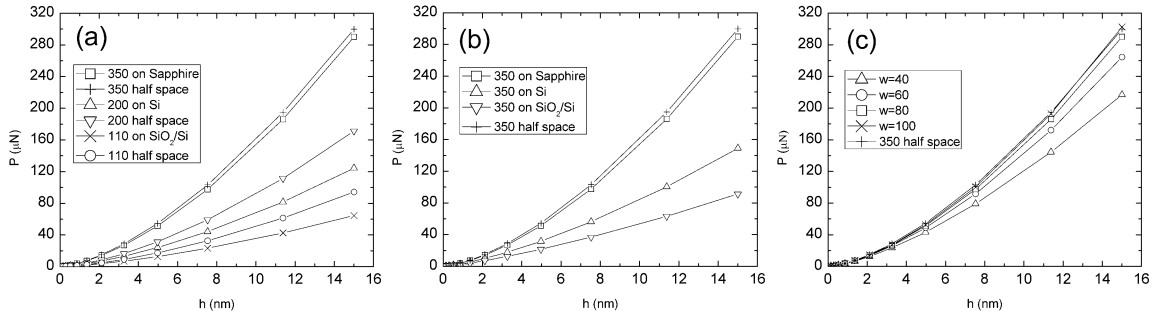 320
280
240
200
160
120
80
40
0
P (μN)
(a)
350 on Sapphire
350 half space
200 on Si
200 half space
110 on SiO2/Si
110 half space
0 2 4 6 8 10 12 14 16
h (nm)
320
280
240
200
160
120
80
40
0
P (μN)
(b)
350 on Sapphire
350 on Si
350 on SiO2/Si
350 half space
0 2 4 6 8 10 12 14 16
h (nm)
320
280
240
200
160
120
80
40
0
P (μN)
(c)
w=40
w=60
w=80
w=100
350 half space
0 2 4 6 8 10 12 14 16
h (nm)